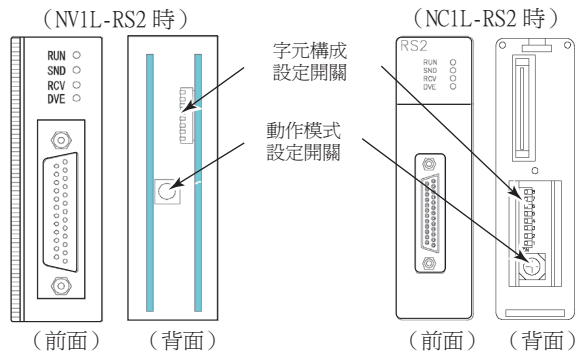 （NV1L-RS2 時）
（NC1L-RS2 時）
RUN
SND
RCV
DVE
字元構成
設定開關
動作模式
設定開關
RS2
RUN
SND
RCV
DVE
（前面）
（背面）
（前面）
（背面）